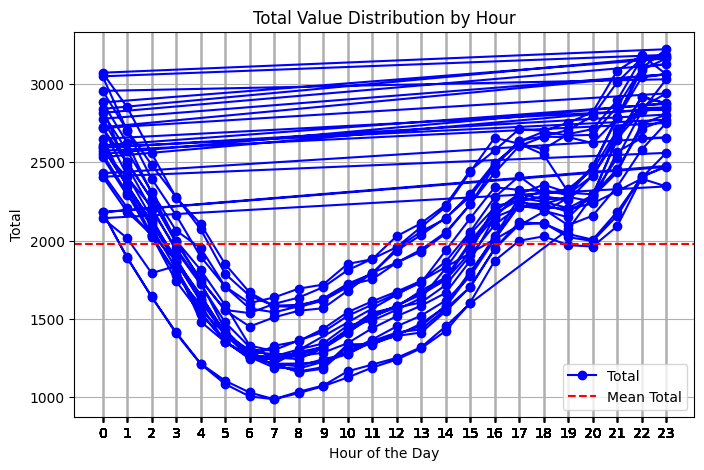 Total Value Distribution by Hour
Total
3000
2500
2000
1500
1000
0 1 2 3 4 5 6 7 8 9 10 11 12 13 14 15 16 17 18 19 20 21 22 23
Hour of the Day
Total
Mean Total